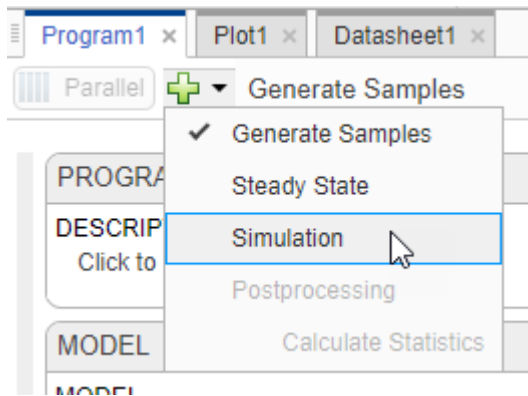 Program1 × Plot1 × Datasheet1 ×
Parallel Generate Samples
Generate Samples
PROGRA
Steady State
DESCRIP
Simulation
Click to
Postprocessing
MODEL
Calculate Statistics
MODEL